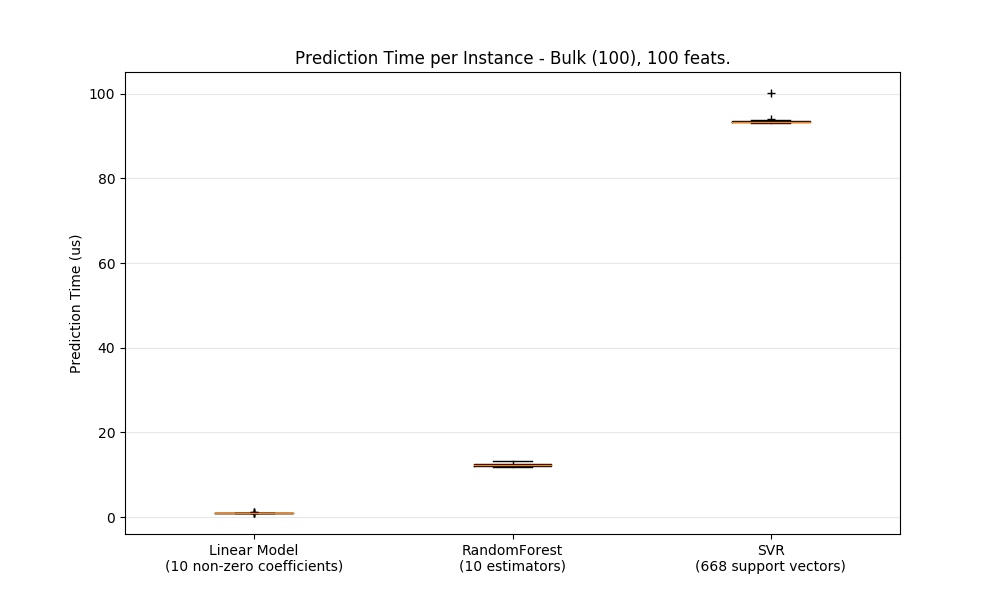 Prediction Time per Instance - Bulk (100), 100 feats.
Prediction Time (us)
100
80
60
40
20
0
Linear Model
(10 non-zero coefficients)
RandomForest
(10 estimators)
SVR
(668 support vectors)